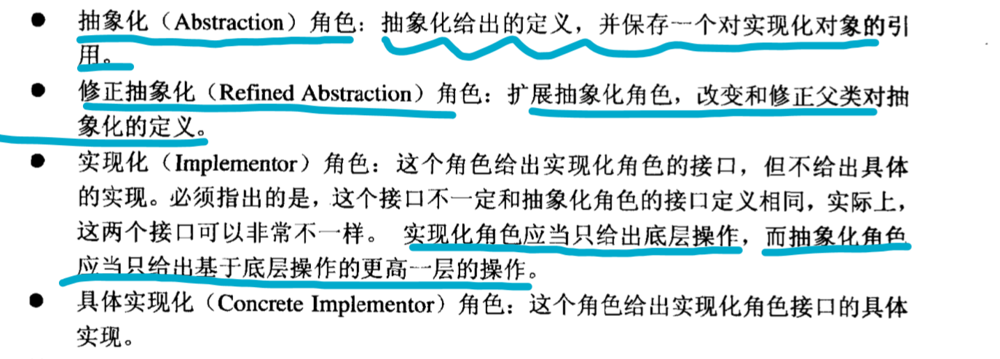 ● 抽象化（Abstraction）角色：抽象化给出的定义，并保存一个对实现化对象的引
用。
● 修正抽象化（Refined Abstraction）角色：扩展抽象化角色，改变和修正父类对抽
象化的定义。
● 实现化（Implementor）角色：这个角色给出实现化角色的接口，但不给出具体
的实现。必须指出的是，这个接口不一定和抽象化角色的接口定义相同，实际上，
这两个接口可以非常不一样。 实现化角色应当只给出底层操作，而抽象化角色
应当只给出基于底层操作的更高一层的操作。
● 具体实现化（Concrete Implementor）角色：这个角色给出实现化角色接口的具体
实现。